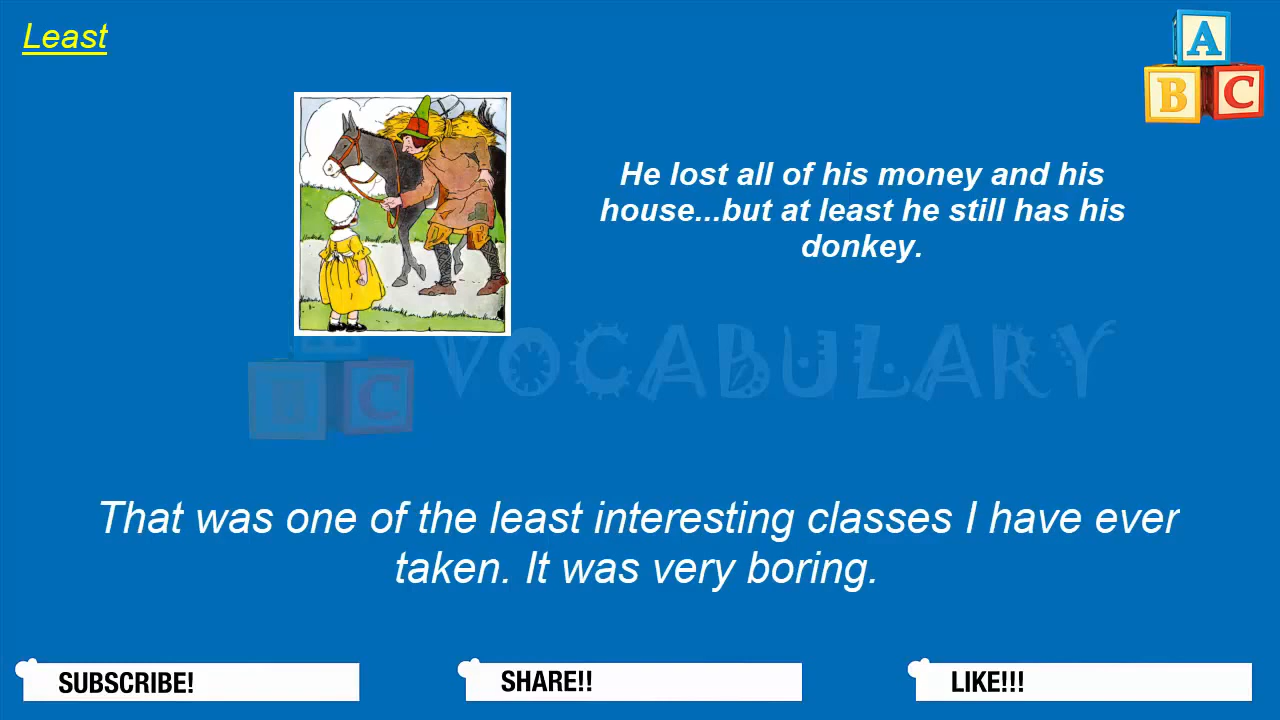 Least
A
B C
He lost all of his money and his
house...but at least he still has his
donkey.
VOCABULARY
B C
That was one of the least interesting classes I have ever
taken. It was very boring.
SUBSCRIBE!
SHARE!!
LIKE!!!